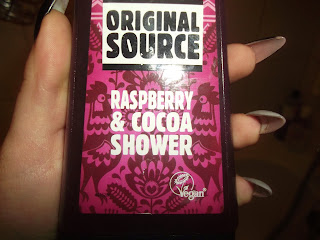 ORIGINAL
SOURCE
RASPBERRY
& COCOA
SHOWER
Vegan